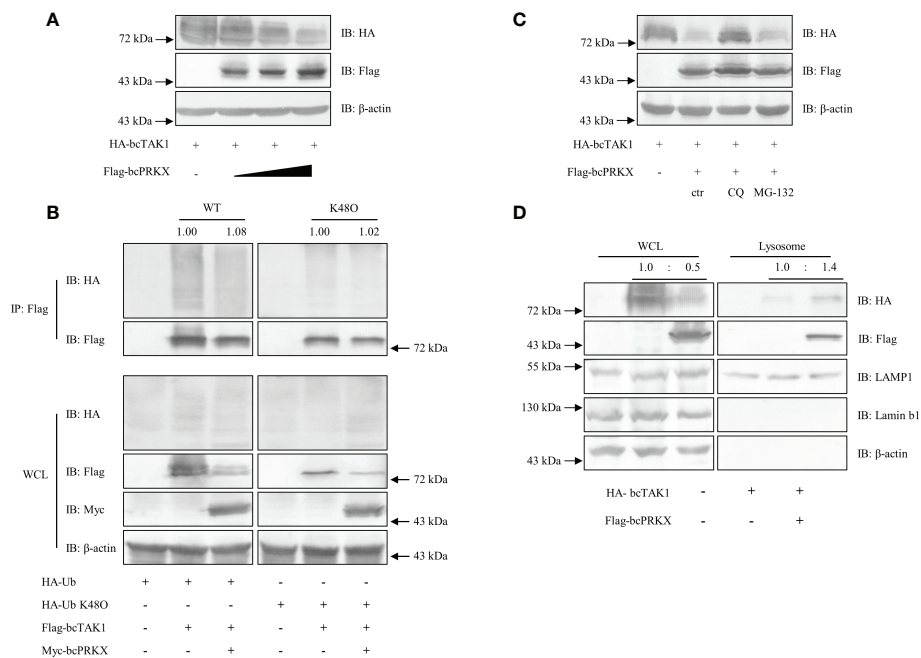 A
72 kDa
IB: HA
43 kDa
IB: Flag
43 kDa
IB: β-actin
HA-bcTAK1 + + + +
Flag-bcPRKX -
B
WT K48O
1.00 1.08 1.00 1.02
IP: Flag
IB: HA
IB: Flag
72 kDa
WCL
IB: HA
IB: Flag
72 kDa
IB: Myc
43 kDa
IB: β-actin
43 kDa
HA-Ub + + + - - -
HA-Ub K48O - - - + + +
Flag-bcTAK1 - + + - + +
Myc-bcPRKX - - + - - +
C
72 kDa
IB: HA
43 kDa
IB: Flag
43 kDa
IB: β-actin
HA-bcTAK1 + + + +
Flag-bcPRKX - + + +
ctr CQ MG-132
D
WCL Lysosome
1.0 : 0.5 1.0 : 1.4
72 kDa
IB: HA
43 kDa
IB: Flag
55 kDa
IB: LAMP1
130 kDa
IB: Lamin b1
43 kDa
IB: β-actin
HA- bcTAK1 - + +
Flag-bcPRKX - - +